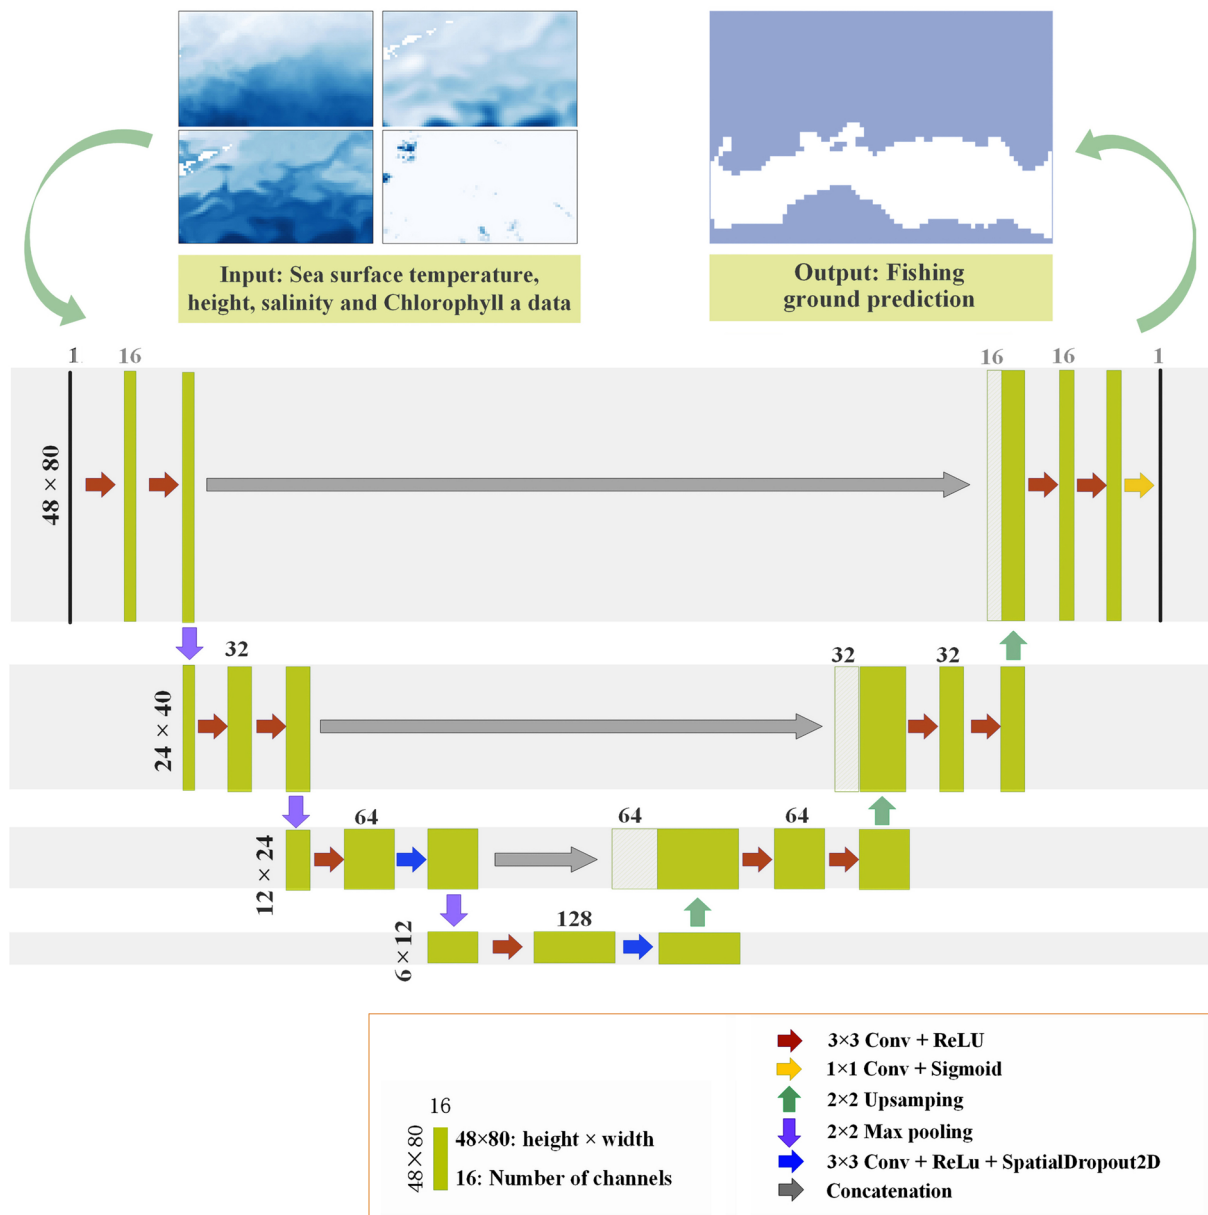 Input: Sea surface temperature,
height, salinity and Chlorophyll a data
Output: Fishing
ground prediction
1
16
16
16
1
48 × 80
32
32
32
24 × 40
64
64
64
12 × 24
128
6 × 12
16
48×80
48×80: height × width
16: Number of channels
3×3 Conv + ReLU
1×1 Conv + Sigmoid
2×2 Upsamping
2×2 Max pooling
3×3 Conv + ReLu + SpatialDropout2D
Concatenation